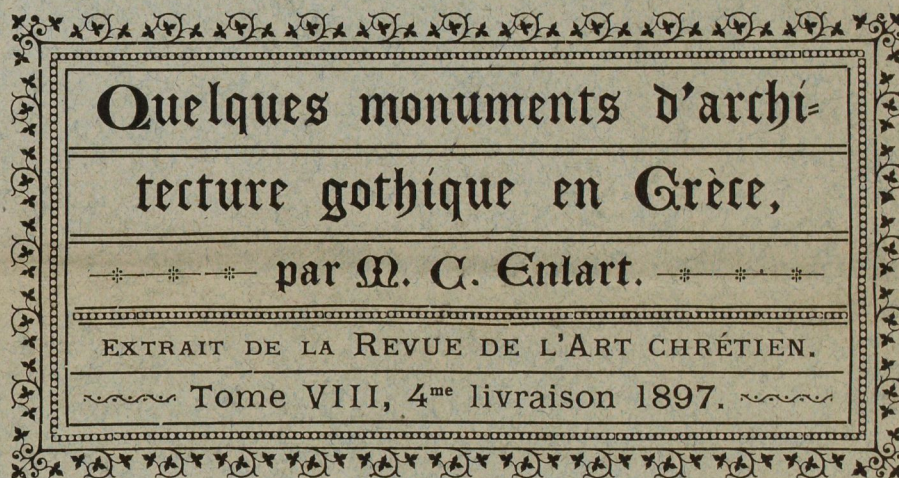 Quelques monuments d'archi-
tecture gothique en Grèce,
par M. C. Enlart.
EXTRAIT DE LA REVUE DE L'ART CHRÉTIEN.
Tome VIII, 4me livraison 1897.